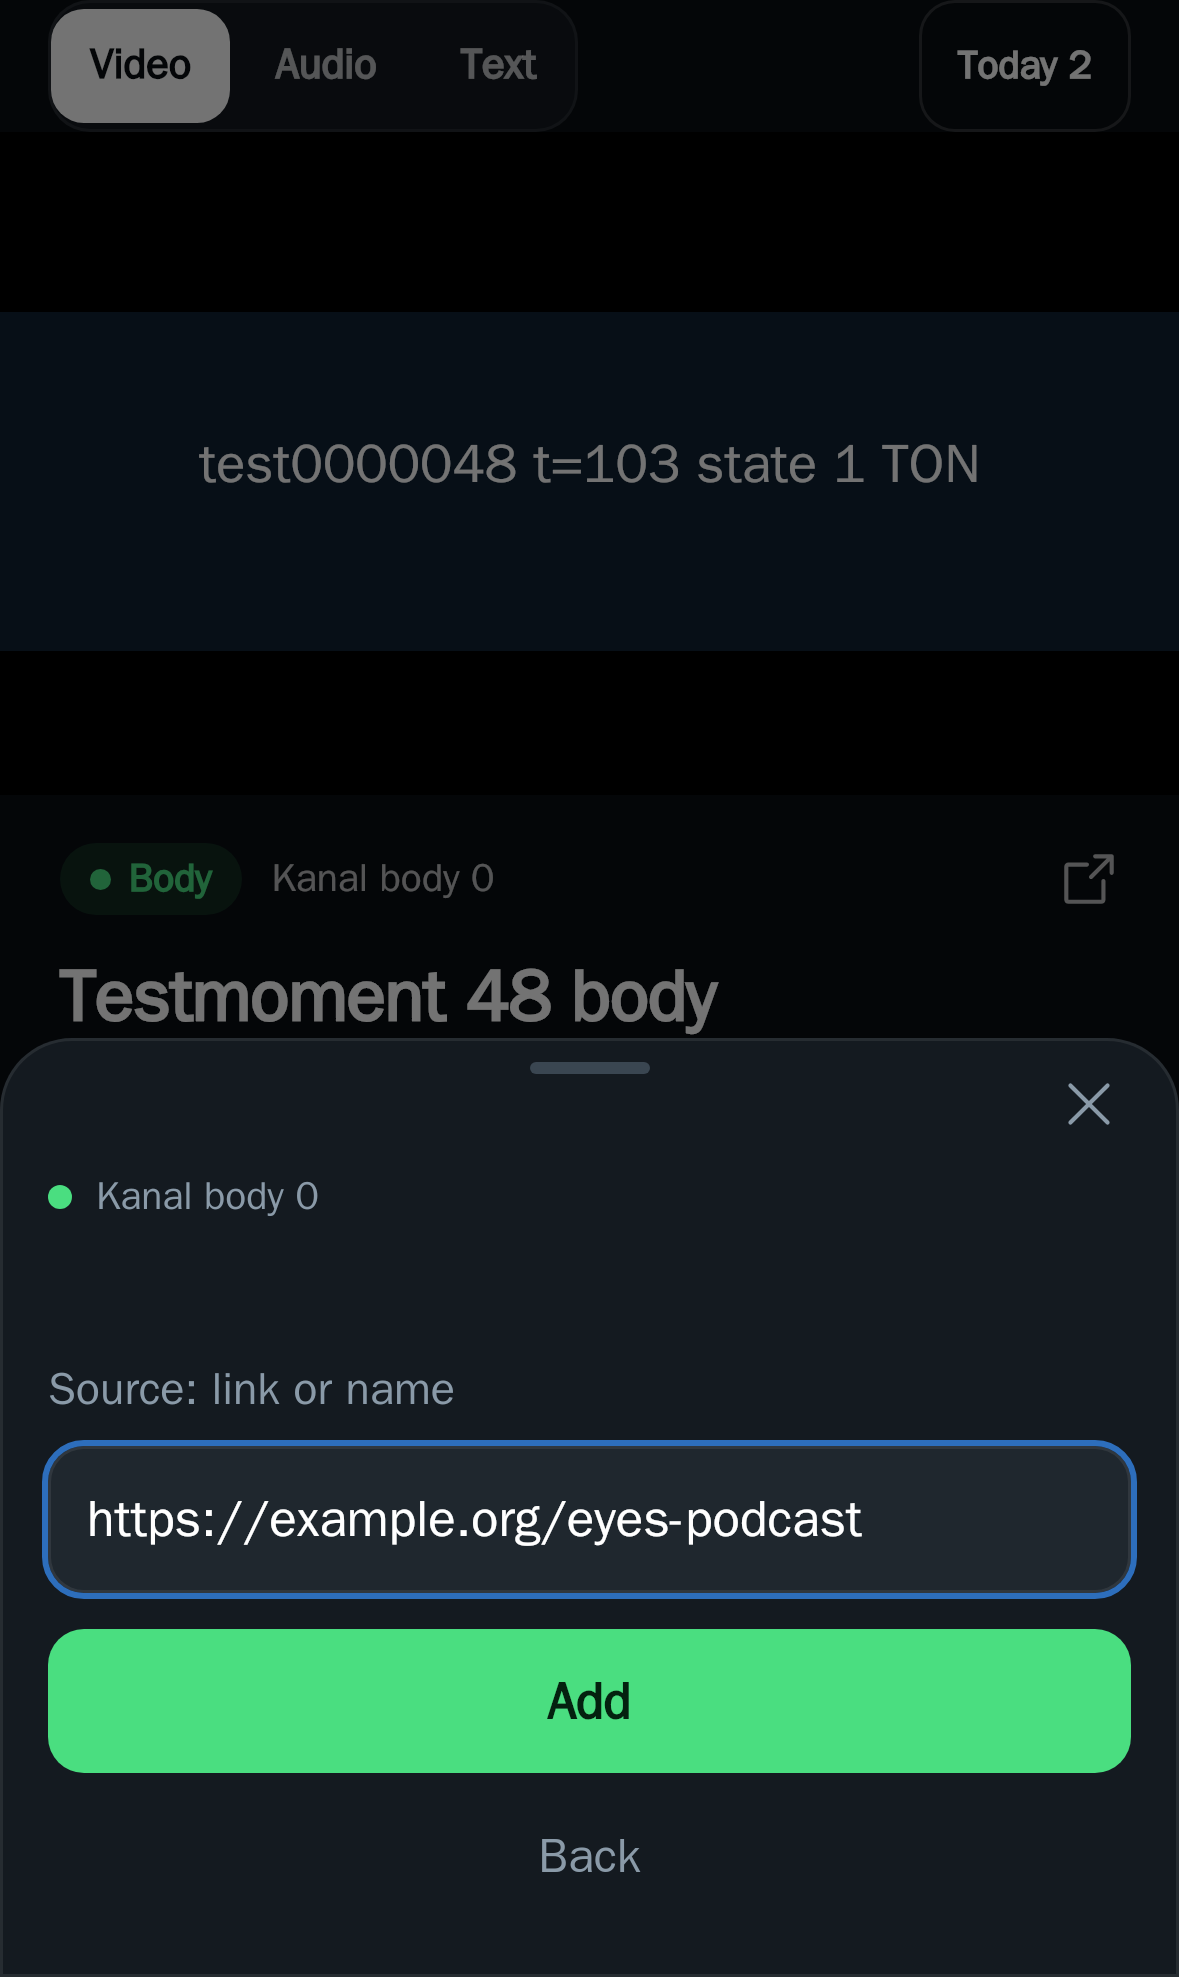 Video Audio Text Today 2
test0000048 t=103 state 1 TON
Body Kanal body 0
Testmoment 48 body
Kanal body 0
Source: link or name
https://example.org/eyes-podcast
Add
Back